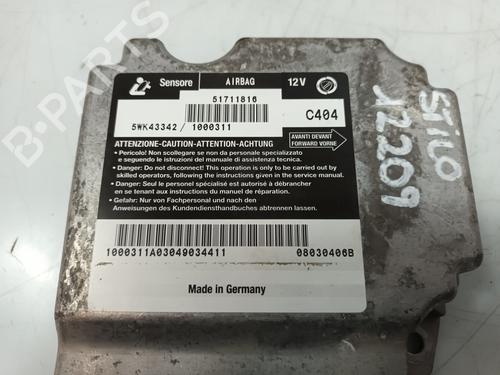 Sensore AIRBAG 12V
51711816
5WK43342 / 1000311 C404
AVANTI DEVANT
FORWARD VORNE
ATTENZIONE-CAUTION-ATTENTION-ACHTUNG
• Pericolo! Non scollegare se non da personale specializzato
e seguendo le istruzioni del manuale di assistenza tecnica.
• Danger: Do not disconnect! This operation is only to be carried out by
skilled operators, following the instructions given in the service manual.
• Danger: Seul le personnel spécialisé est autorisé à débrancher
en se tenant aux instructions du manuel de réparation.
• Gefahr: Nur von Fachpersonal und nach den
Anweisungen des Kundendiensthandbuches abtrennen lassen.
1000311A03049034411 08030406B
Made in Germany
STILO
12209
B-PARTS